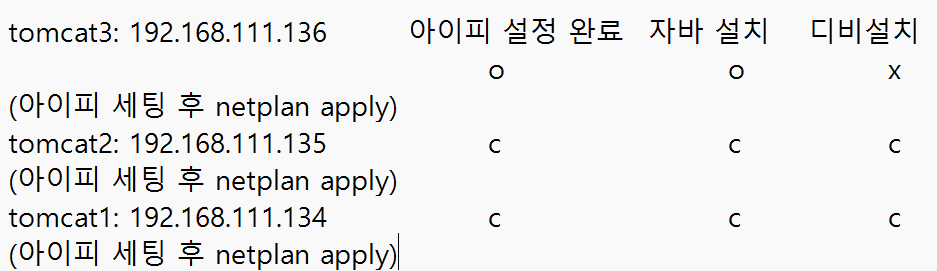 tomcat3: 192.168.111.136 아이피 설정 완료 자바 설치 디비설치
o o x
(아이피 세팅 후 netplan apply)
tomcat2: 192.168.111.135 c c c
(아이피 세팅 후 netplan apply)
tomcat1: 192.168.111.134 c c c
(아이피 세팅 후 netplan apply)